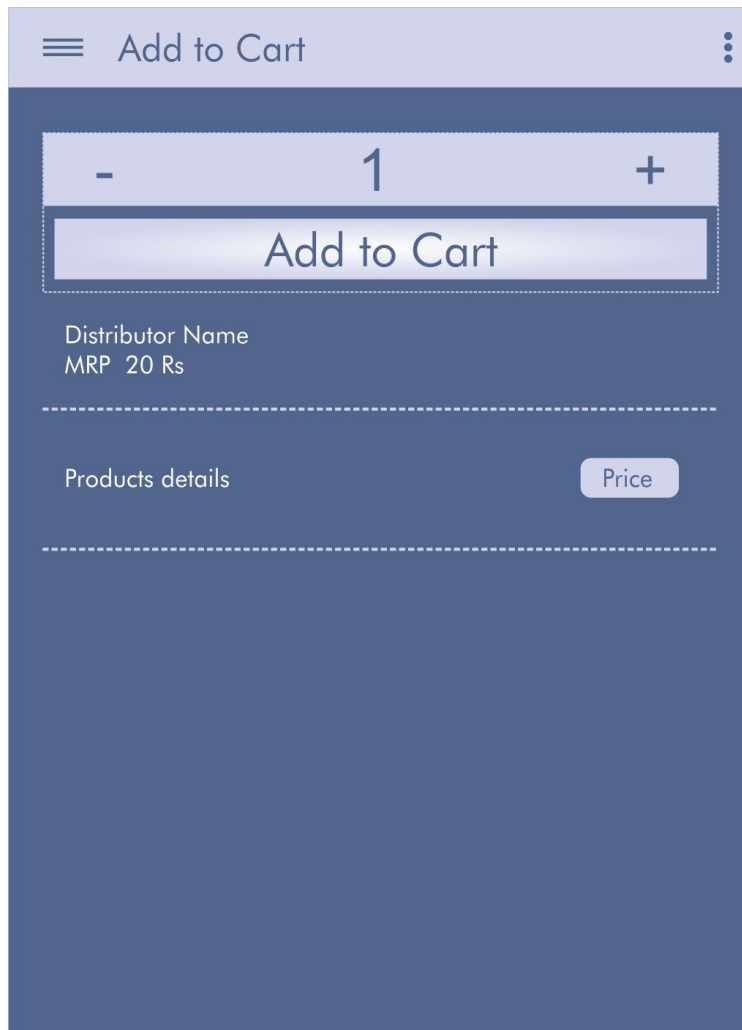 Add to Cart
- 1 +
Add to Cart
Distributor Name
MRP 20 Rs
Products details Price